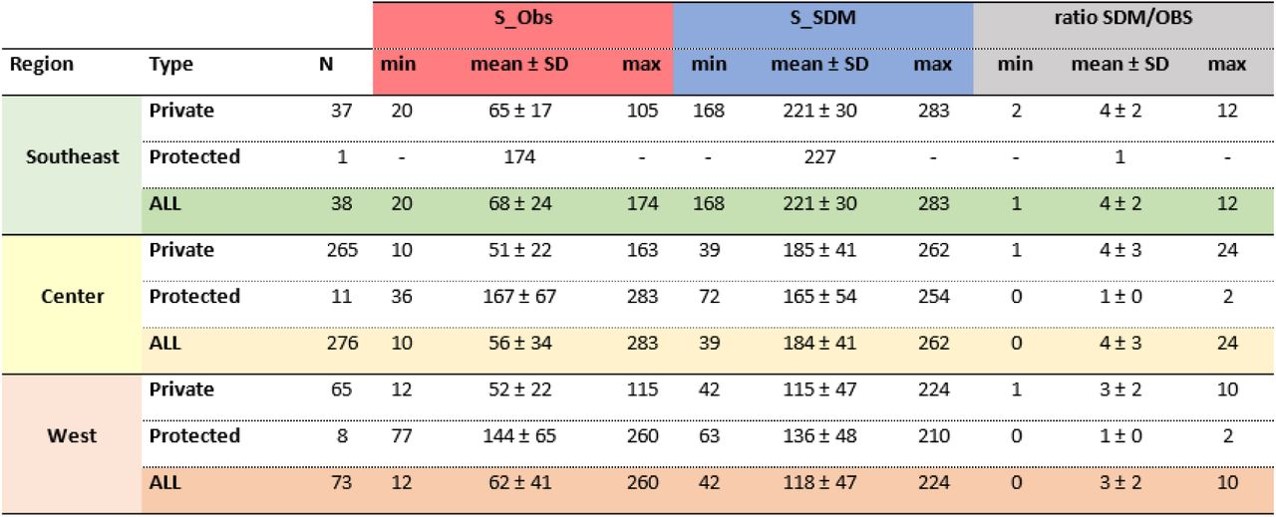 S_Obs S_SDM ratio SDM/OBS
Region Type N min mean ± SD max min mean ± SD max min mean ± SD max
Private 37 20 65 ± 17 105 168 221 ± 30 283 2 4 ± 2 12
Southeast Protected 1 - 174 - - 227 - - 1 -
ALL 38 20 68 ± 24 174 168 221 ± 30 283 1 4 ± 2 12
Private 265 10 51 ± 22 163 39 185 ± 41 262 1 4 ± 3 24
Center Protected 11 36 167 ± 67 283 72 165 ± 54 254 0 1 ± 0 2
ALL 276 10 56 ± 34 283 39 184 ± 41 262 0 4 ± 3 24
Private 65 12 52 ± 22 115 42 115 ± 47 224 1 3 ± 2 10
West Protected 8 77 144 ± 65 260 63 136 ± 48 210 0 1 ± 0 2
ALL 73 12 62 ± 41 260 42 118 ± 47 224 0 3 ± 2 10